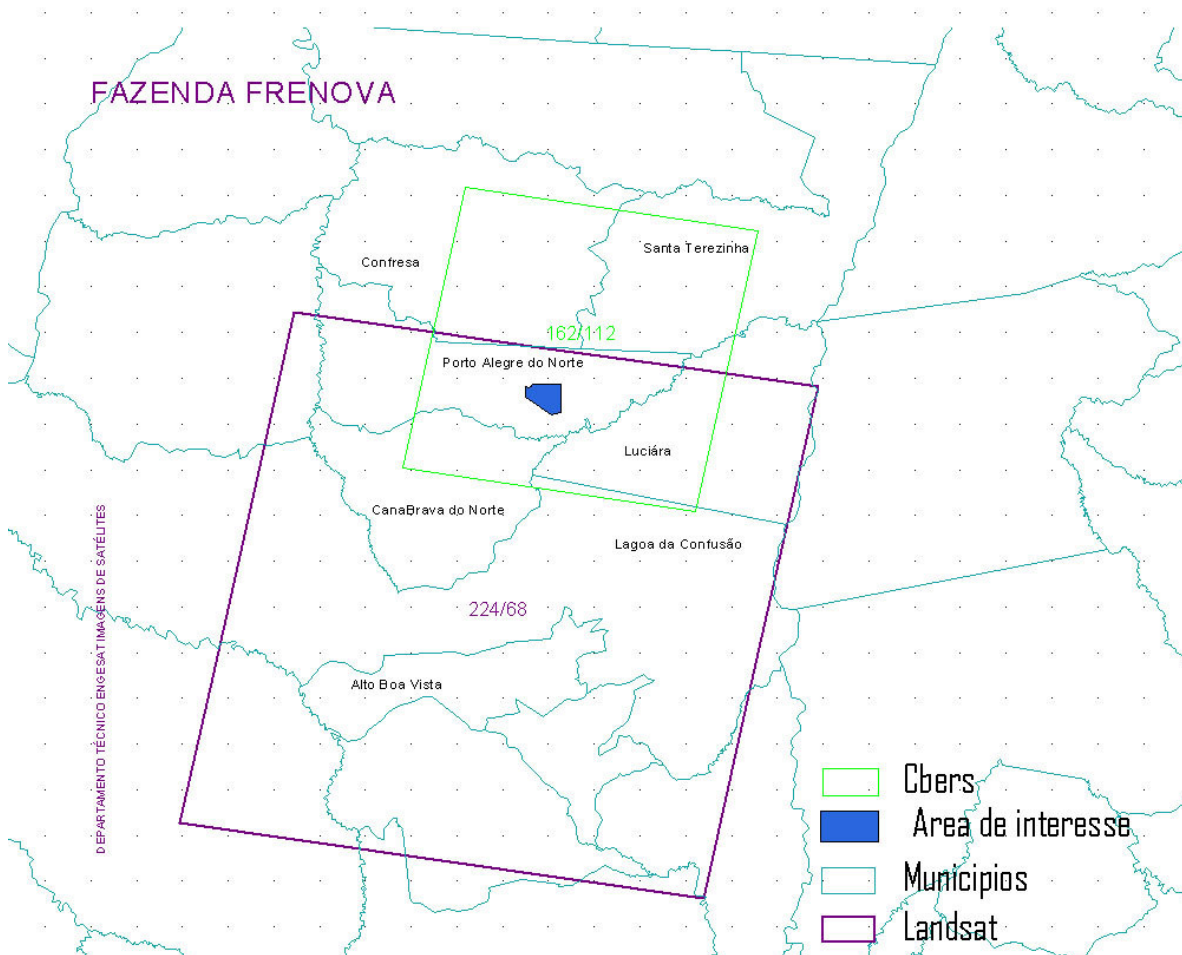 FAZENDA FRENOVA
Santa Terezinha
Confresa
162/112
Porto Alegre do Norte
Luciára
CanaBrava do Norte
Lagoa da Confusão
224/68
Alto Boa Vista
DEPARTAMENTO TÉCNICO ENGESAT IMAGENS DE SATÉLITES
Cbers
Area de interesse
Municipios
Landsat